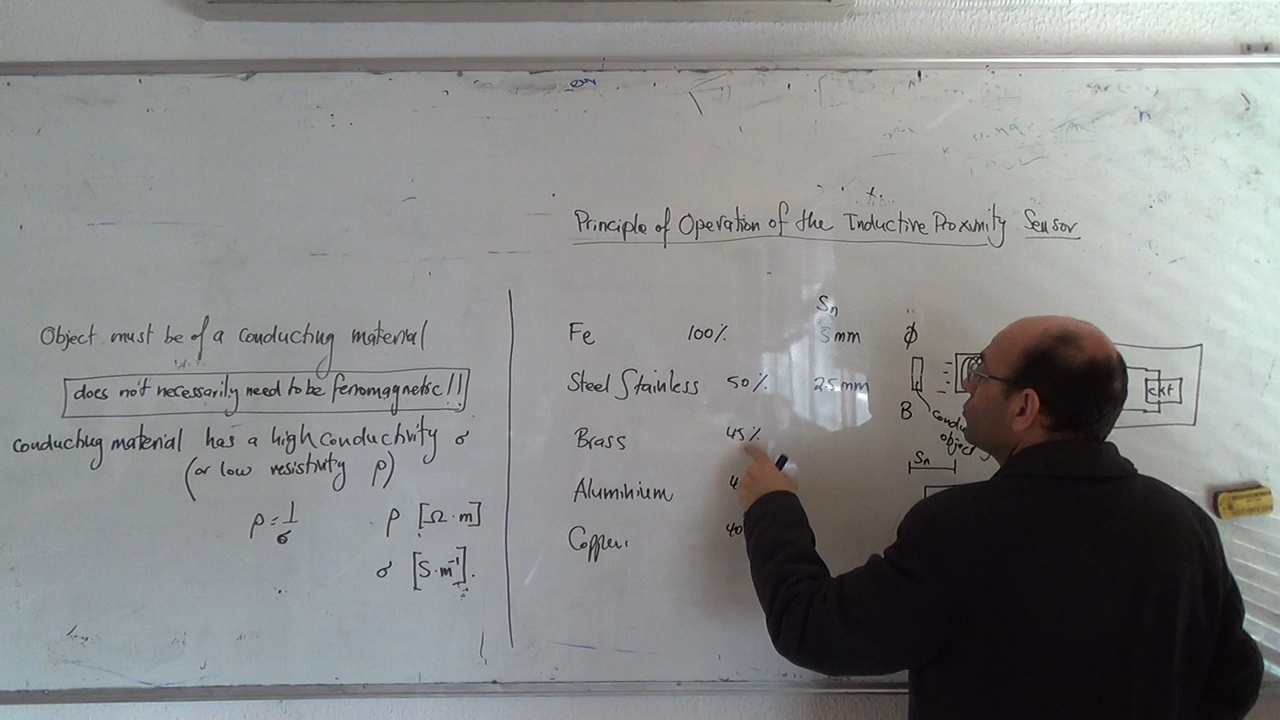 Principle of Operation of the Inductive Proximity Sensor
Object must be of a conducting material
does not necessarily need to be ferromagnetic!!
conducting material has a high conductivity σ
(or low resistivity ρ)
ρ = 1/σ
ρ [Ω·m]
σ [S·m⁻¹].
Sn
Fe 100% 5mm
Steel Stainless 50% 2.5mm
Brass 45%
Aluminium
Copper. 40
Φ
B
object
Sn
ckt